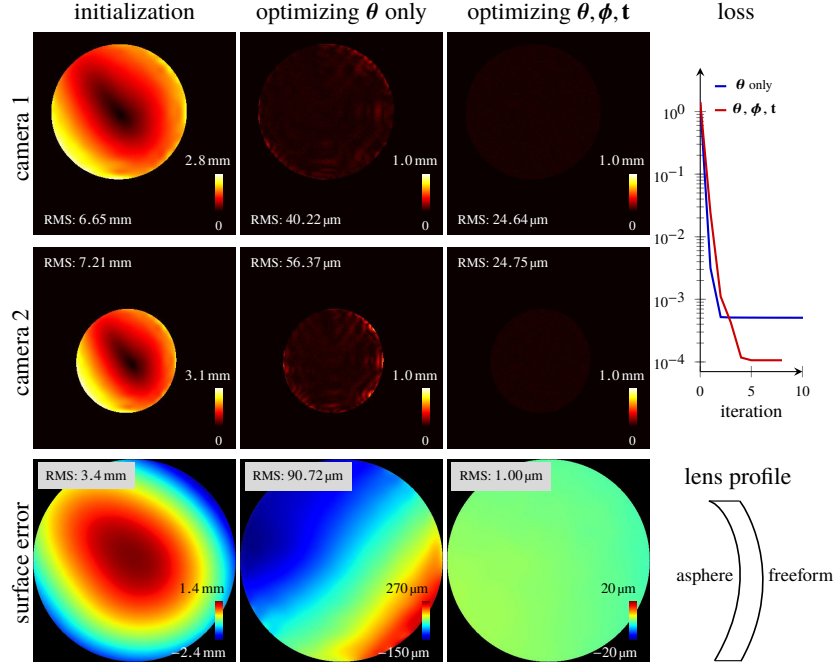 initialization
optimizing θ only
optimizing θ, ϕ, t
loss
camera 1
2.8 mm
0
RMS: 6.65 mm
1.0 mm
0
RMS: 40.22 μm
1.0 mm
0
RMS: 24.64 μm
θ only
θ, ϕ, t
10⁰
10⁻¹
10⁻²
10⁻³
10⁻⁴
0
5
10
iteration
camera 2
RMS: 7.21 mm
3.1 mm
0
RMS: 56.37 μm
1.0 mm
0
RMS: 24.75 μm
1.0 mm
0
surface error
RMS: 3.4 mm
1.4 mm
−2.4 mm
RMS: 90.72 μm
270 μm
−150 μm
RMS: 1.00 μm
20 μm
−20 μm
lens profile
asphere
freeform